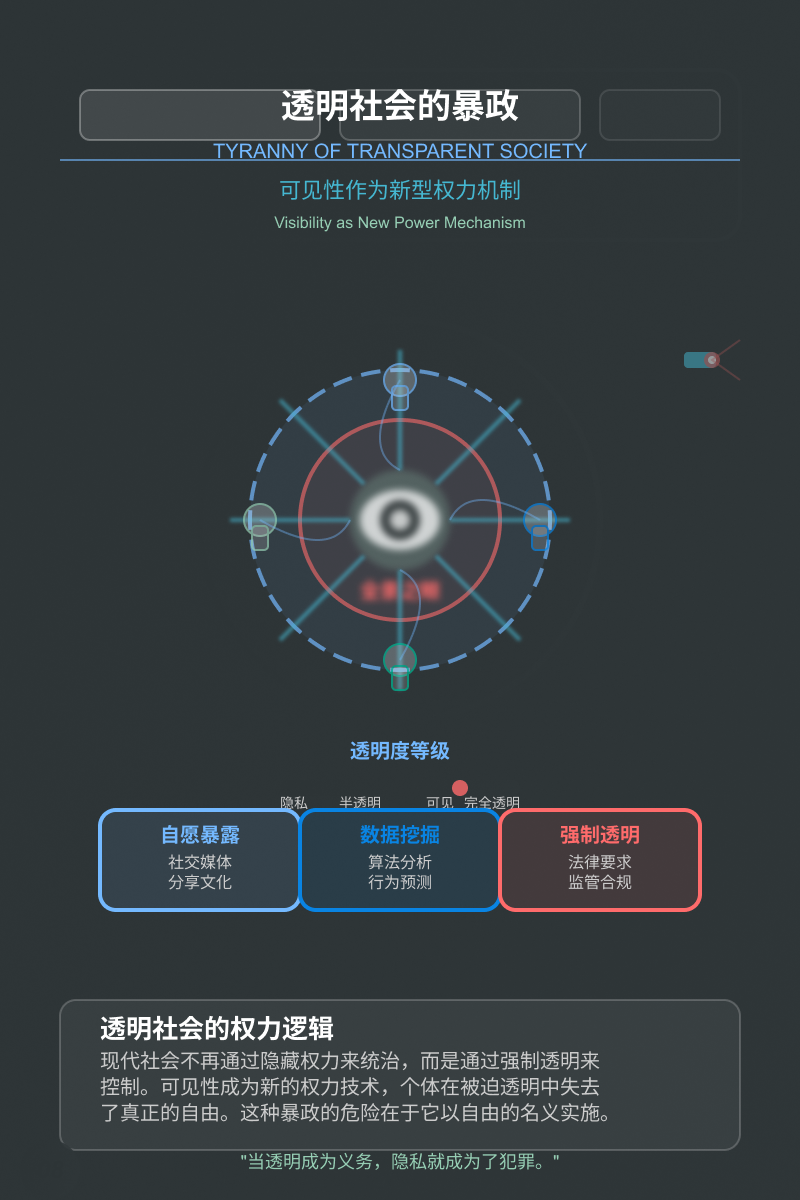 透明社会的暴政
TYRANNY OF TRANSPARENT SOCIETY
可见性作为新型权力机制
Visibility as New Power Mechanism
透明度等级
隐私 半透明 可见 完全透明
自愿暴露 数据挖掘 强制透明
社交媒体 算法分析 法律要求
分享文化 行为预测 监管合规
透明社会的权力逻辑
现代社会不再通过隐藏权力来统治，而是通过强制透明来
控制。可见性成为新的权力技术，个体在被迫透明中失去
了真正的自由。这种暴政的危险在于它以自由的名义实施。
"当透明成为义务，隐私就成为了犯罪。"